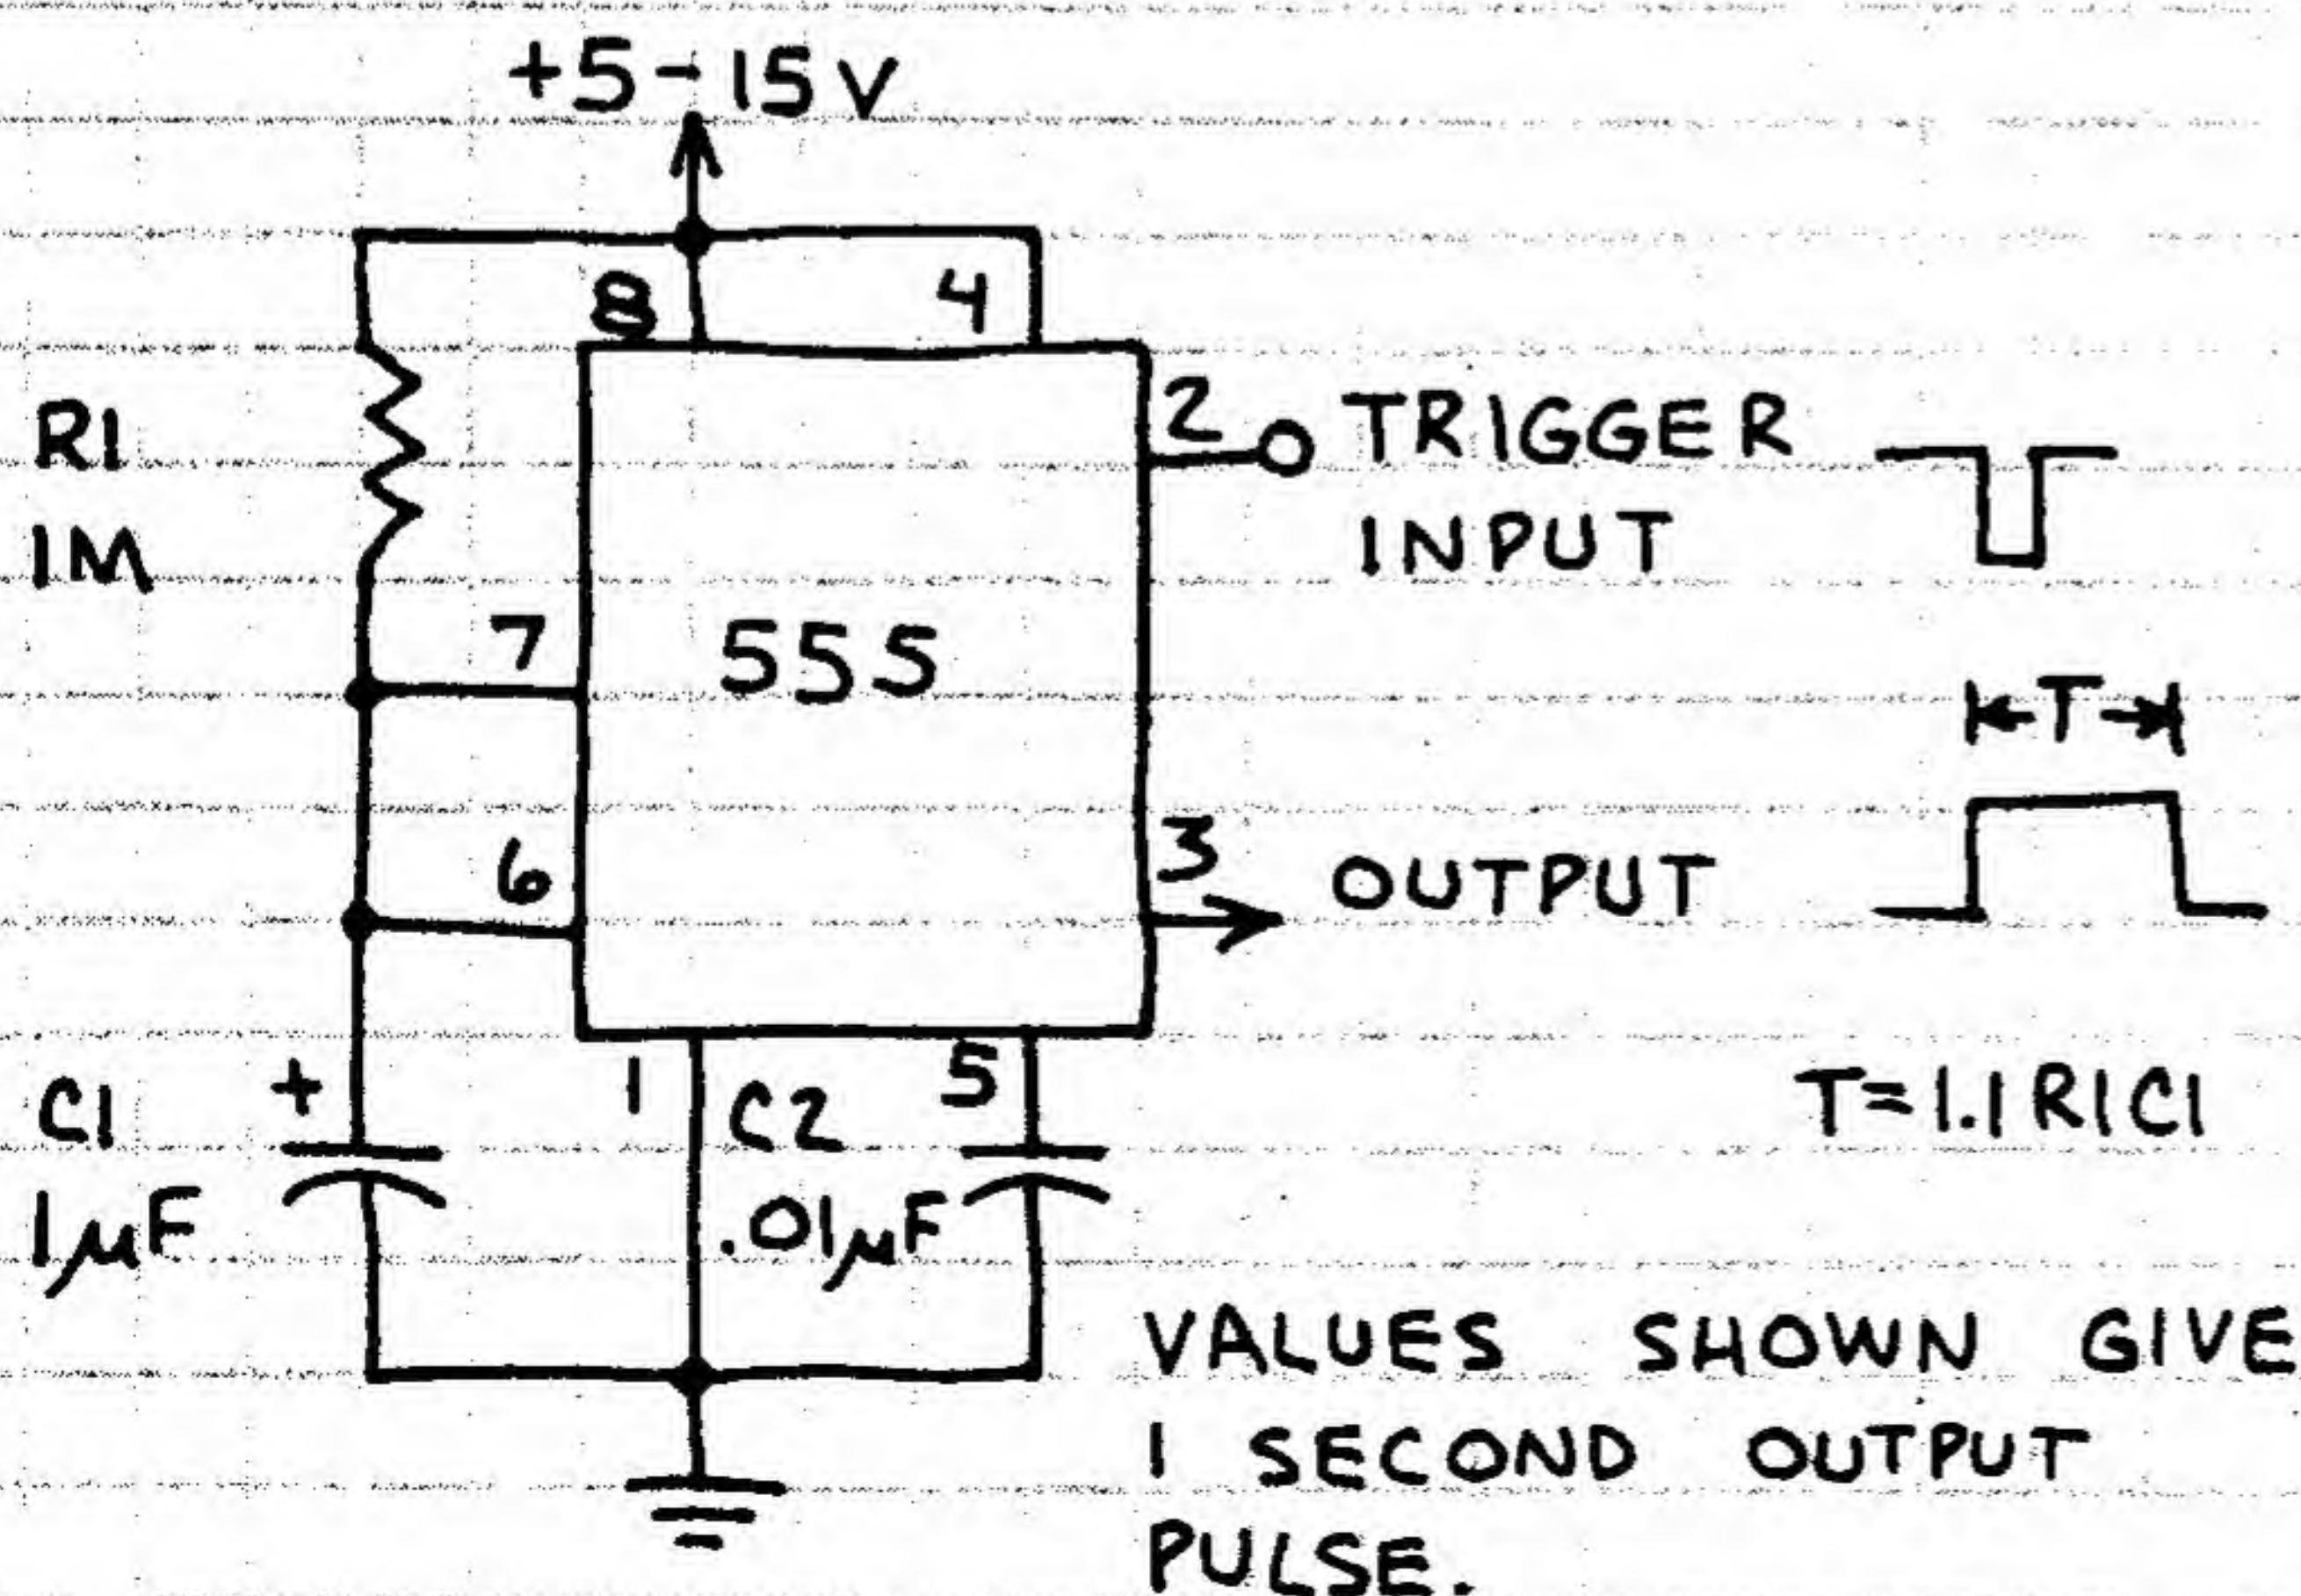 +5-15V
8
4
R1
1M
2
TRIGGER
INPUT
7
555
T
6
3
OUTPUT
C1
+
1
C2
5
T=1.1R1C1
1µF
.01µF
VALUES SHOWN GIVE
1 SECOND OUTPUT
PULSE.